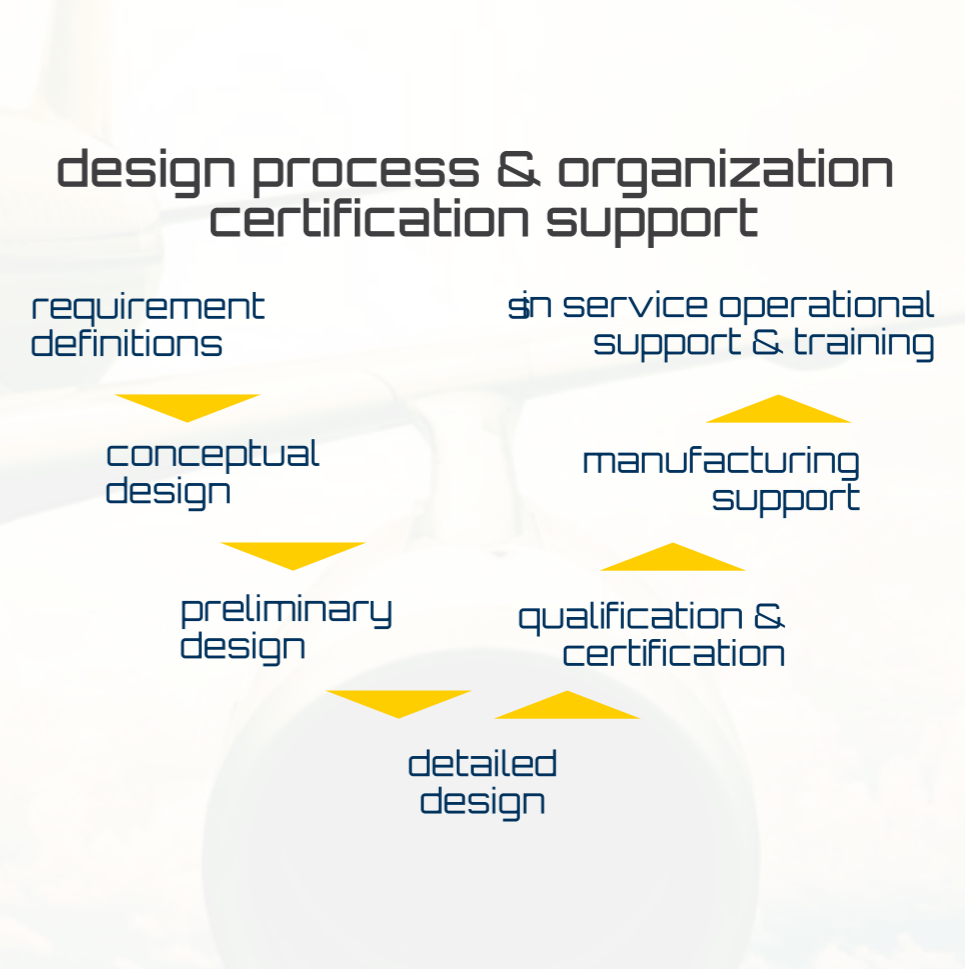 design process & organization
certification support
requirement
definitions
in service operational
support & training
conceptual
design
manufacturing
support
preliminary
design
qualification &
certification
detailed
design